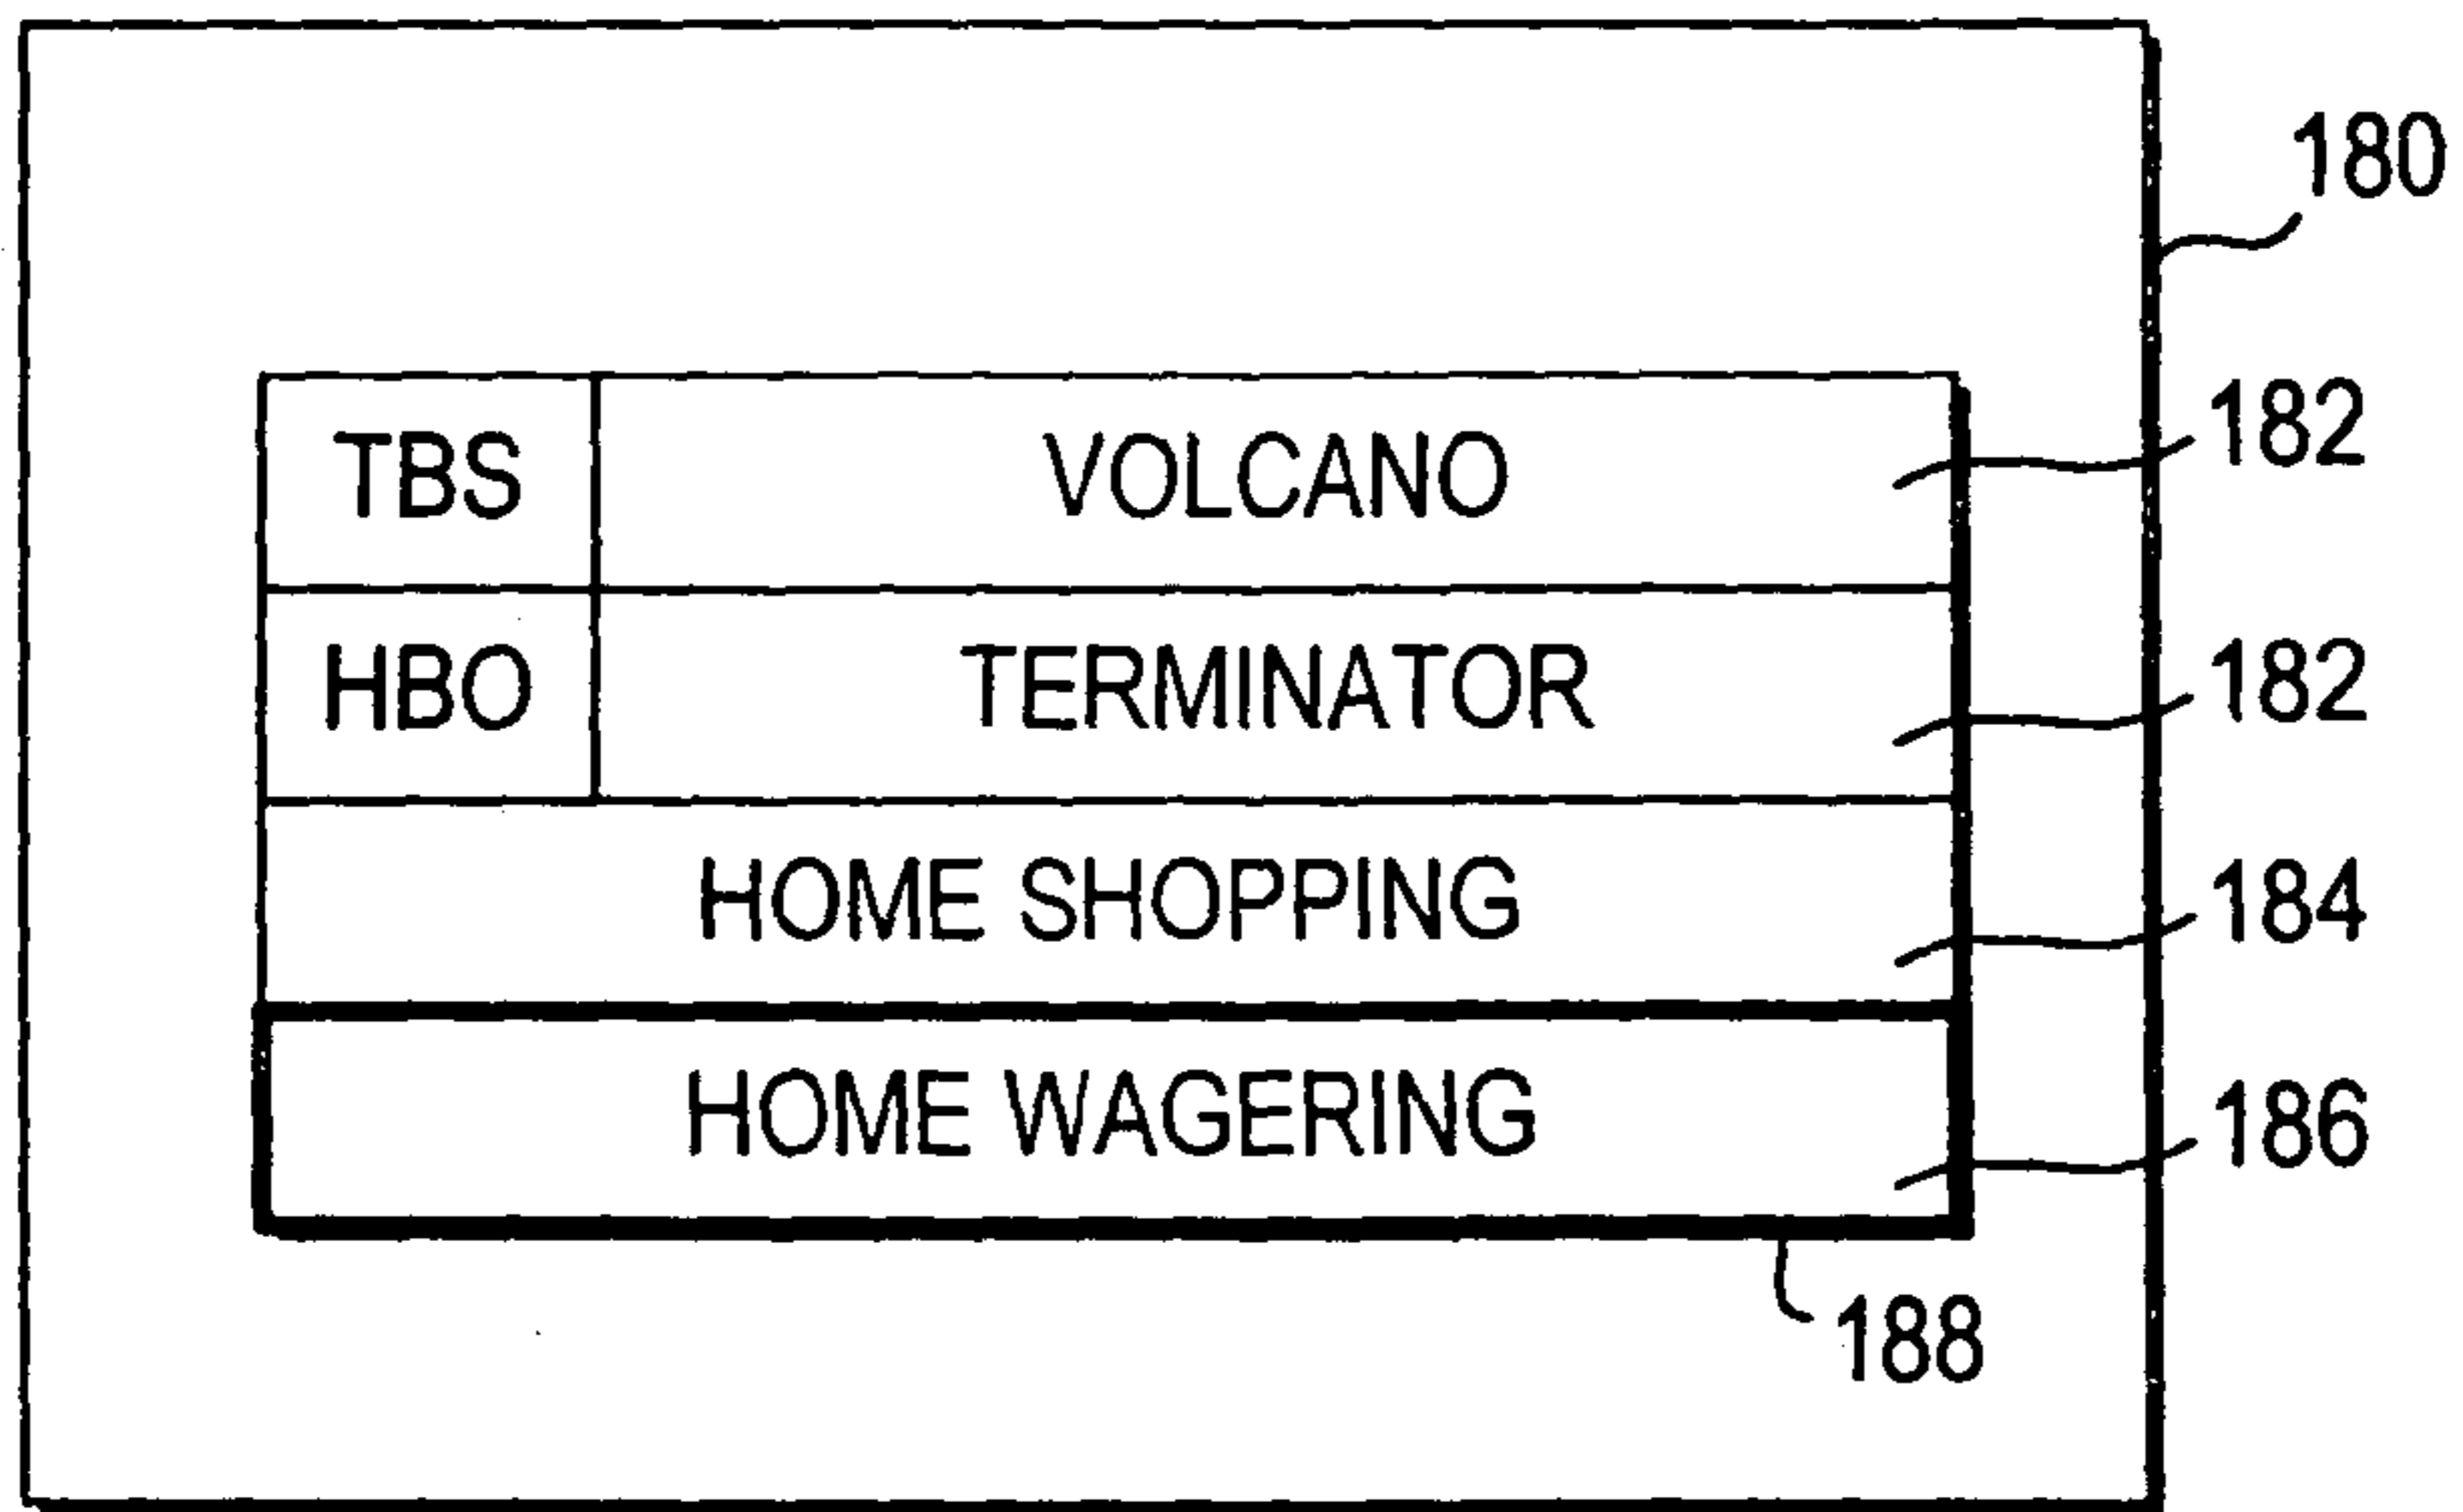 180
TBS VOLCANO 182
HBO TERMINATOR 182
HOME SHOPPING 184
HOME WAGERING 186
188